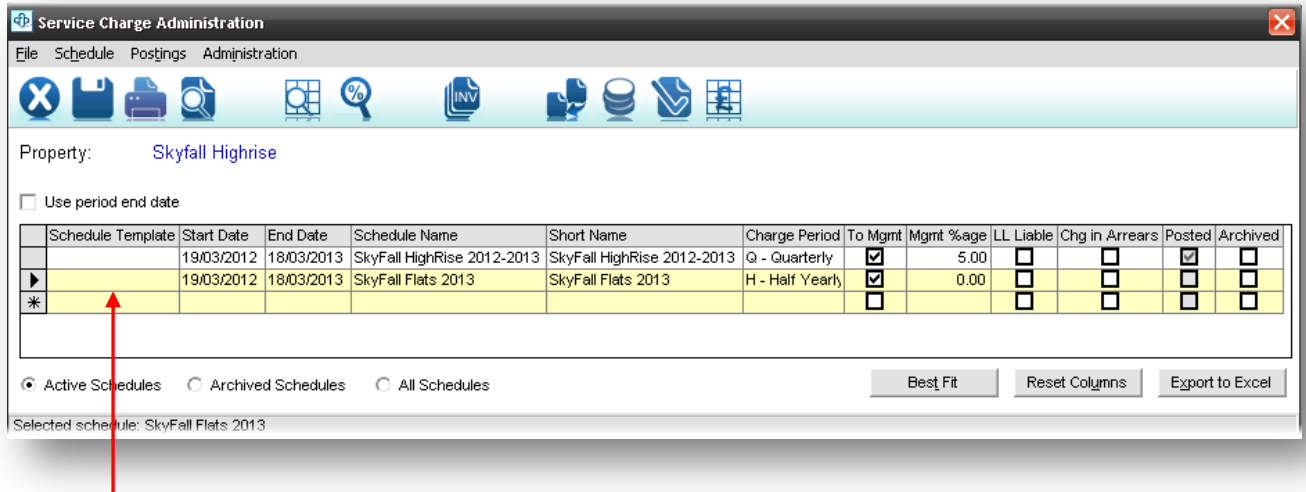 Service Charge Administration
File Schedule Postings Administration
INV
Property: Skyfall Highrise
Use period end date
Schedule Template Start Date End Date Schedule Name Short Name Charge Period To Mgmt Mgmt %age LL Liable Chg in Arrears Posted Archived
19/03/2012 18/03/2013 SkyFall HighRise 2012-2013 SkyFall HighRise 2012-2013 Q - Quarterly 5.00
19/03/2012 18/03/2013 SkyFall Flats 2013 SkyFall Flats 2013 H - Half Yearly 0.00
Active Schedules Archived Schedules All Schedules Best Fit Reset Columns Export to Excel
Selected schedule: SkyFall Flats 2013